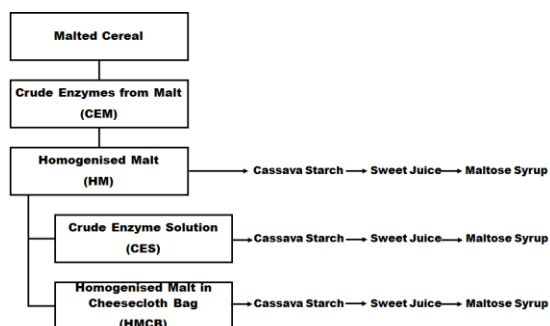 Malted Cereal
Crude Enzymes from Malt
(CEM)
Homogenised Malt
(HM)
Cassava Starch Sweet Juice Maltose Syrup
Crude Enzyme Solution
(CES)
Cassava Starch Sweet Juice Maltose Syrup
Homogenised Malt in
Cheesecloth Bag
(HMCB)
Cassava Starch Sweet Juice Maltose Syrup